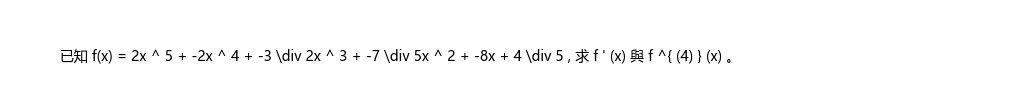 已知 f(x) = 2x ^ 5 + -2x ^ 4 + -3 \div 2x ^ 3 + -7 \div 5x ^ 2 + -8x + 4 \div 5 , 求 f ' (x) 與 f ^{ (4) } (x) 。